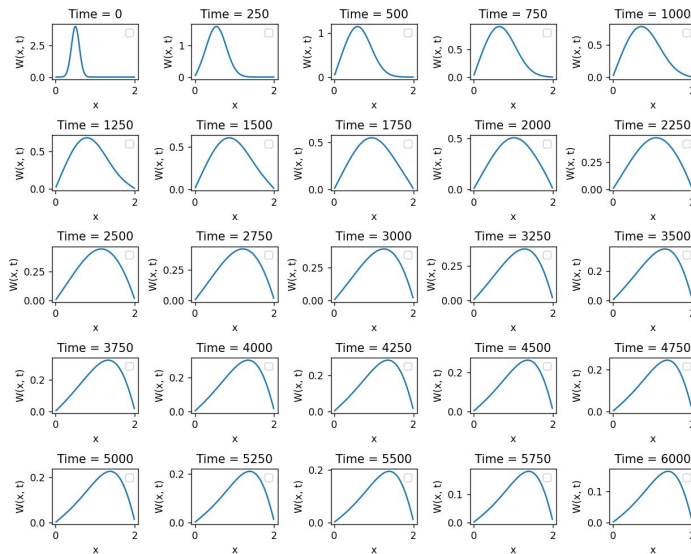 Time = 0 Time = 250 Time = 500 Time = 750 Time = 1000
W(x, t) 2.5 0.0 W(x, t) 1 0 W(x, t) 1 0 W(x, t) 0.5 0.0 W(x, t) 0.5 0.0
0 2 0 2 0 2 0 2 0 2
x x x x x
Time = 1250 Time = 1500 Time = 1750 Time = 2000 Time = 2250
W(x, t) 0.5 0.0 W(x, t) 0.5 0.0 W(x, t) 0.5 0.0 W(x, t) 0.5 0.0 W(x, t) 0.25 0.00
0 2 0 2 0 2 0 2 0 2
x x x x x
Time = 2500 Time = 2750 Time = 3000 Time = 3250 Time = 3500
W(x, t) 0.25 0.00 W(x, t) 0.25 0.00 W(x, t) 0.25 0.00 W(x, t) 0.25 0.00 W(x, t) 0.2 0.0
0 2 0 2 0 2 0 2 0 2
x x x x x
Time = 3750 Time = 4000 Time = 4250 Time = 4500 Time = 4750
W(x, t) 0.2 0.0 W(x, t) 0.2 0.0 W(x, t) 0.2 0.0 W(x, t) 0.2 0.0 W(x, t) 0.2 0.0
0 2 0 2 0 2 0 2 0 2
x x x x x
Time = 5000 Time = 5250 Time = 5500 Time = 5750 Time = 6000
W(x, t) 0.2 0.0 W(x, t) 0.2 0.0 W(x, t) 0.2 0.0 W(x, t) 0.1 0.0 W(x, t) 0.1 0.0
0 2 0 2 0 2 0 2 0 2
x x x x x